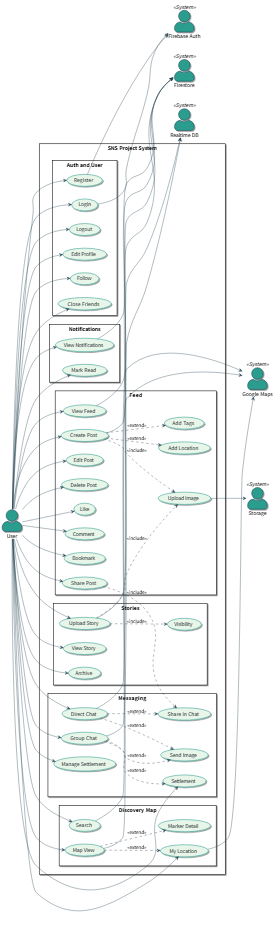 «System»
Firebase Auth
«System»
Firestore
«System»
Realtime DB
SNS Project System
Auth and User
Register
Login
Logout
Edit Profile
Follow
Close Friends
Notifications
View Notifications
Mark Read
«System»
Google Maps
Feed
View Feed
Add Tags
Create Post
«extend»
«extend»
«include»
Add Location
Edit Post
Delete Post
Upload Image
«System»
Storage
Like
User
Comment
«include»
Bookmark
Share Post
«include»
Stories
Upload Story
«include»
Visibility
View Story
Archive
Messaging
Direct Chat
«extend»
Share in Chat
Group Chat
«extend»
Send Image
Manage Settlement
«extend»
«extend»
Settlement
Discovery Map
Search
Marker Detail
«extend»
Map View
«extend»
My Location